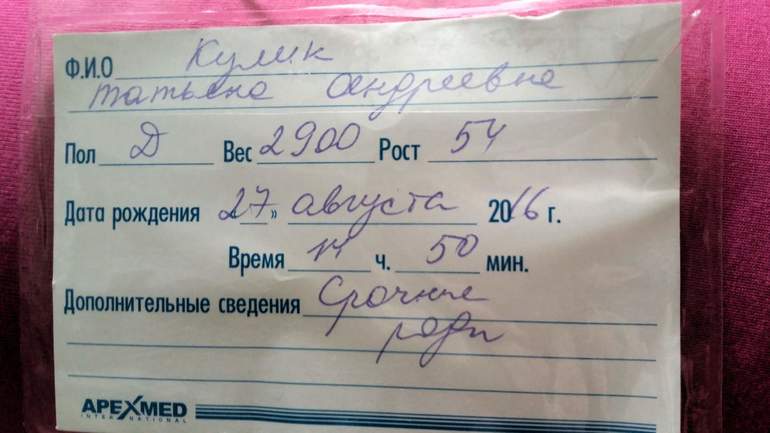 Ф.И.О Кулик
Татьяна Андреевна
Пол Д Вес 2900 Рост 54
Дата рождения «27» августа 2016 г.
Время 14 ч. 50 мин.
Дополнительные сведения Срочные
роды
APEXMED
INTERNATIONAL